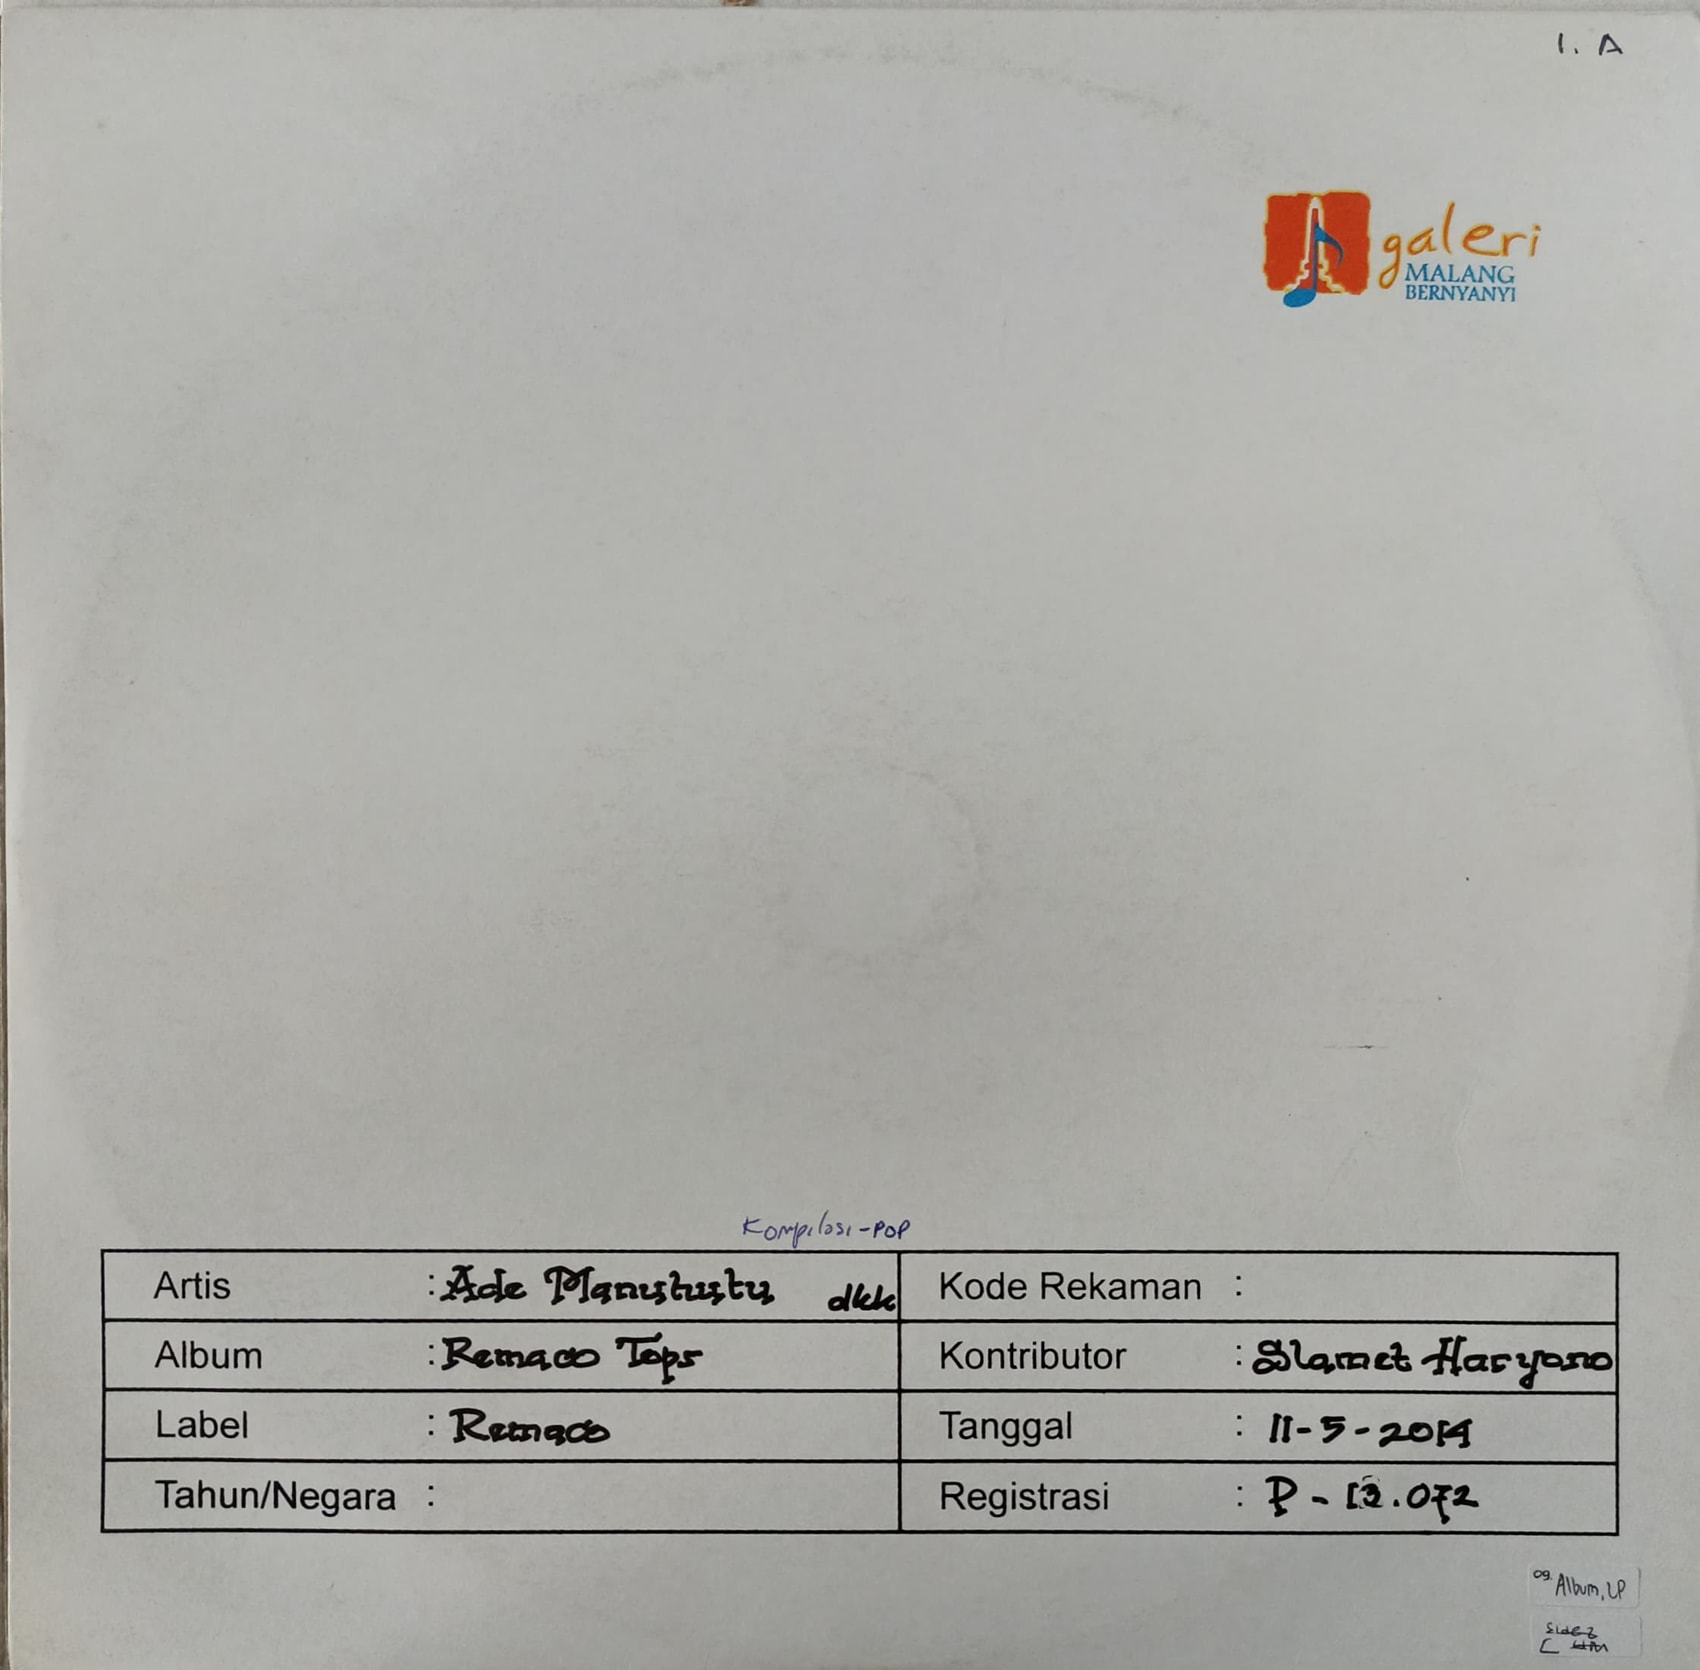 1. A
galeri
MALANG
BERNYANYI
Kompilasi-POP
Artis : Ade Manuhutu dkk
Kode Rekaman :
Album : Remaco Tops
Kontributor : Slamet Haryono
Label : Remaco
Tanggal : 11-5-2014
Tahun/Negara :
Registrasi : P - 13.072
09. Album, LP